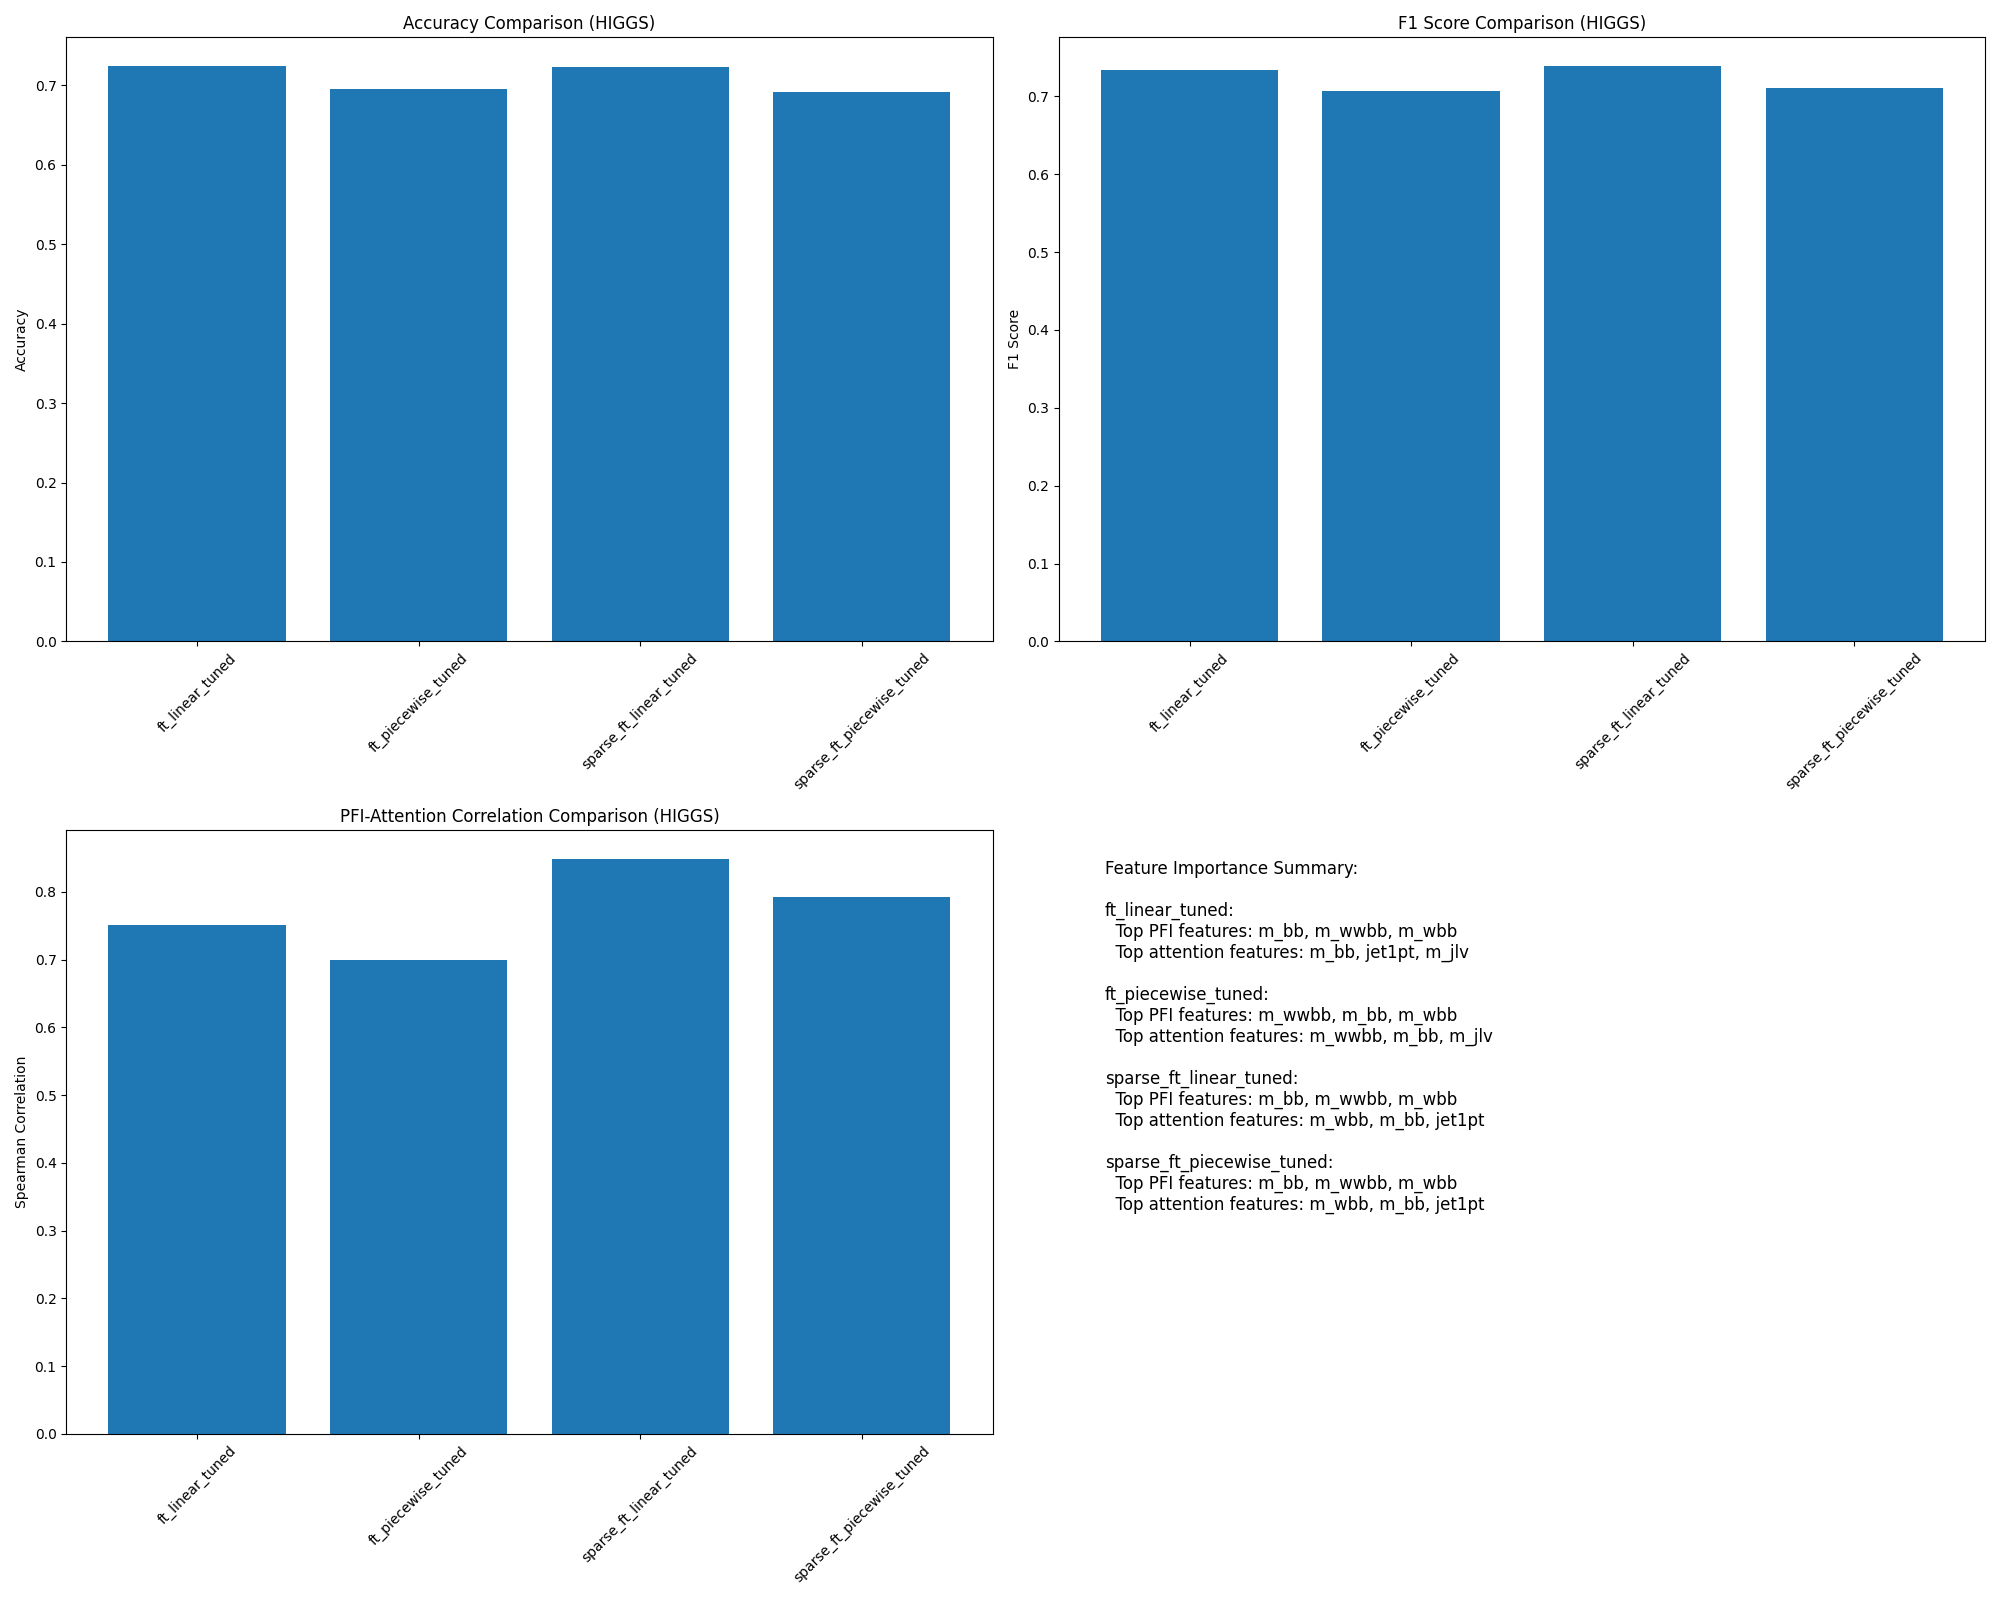 Accuracy Comparison (HIGGS)
Accuracy
0.7
0.6
0.5
0.4
0.3
0.2
0.1
0.0
ft_linear_tuned
ft_piecewise_tuned
sparse_ft_linear_tuned
sparse_ft_piecewise_tuned
F1 Score Comparison (HIGGS)
F1 Score
0.7
0.6
0.5
0.4
0.3
0.2
0.1
0.0
ft_linear_tuned
ft_piecewise_tuned
sparse_ft_linear_tuned
sparse_ft_piecewise_tuned
PFI-Attention Correlation Comparison (HIGGS)
Spearman Correlation
0.8
0.7
0.6
0.5
0.4
0.3
0.2
0.1
0.0
ft_linear_tuned
ft_piecewise_tuned
sparse_ft_linear_tuned
sparse_ft_piecewise_tuned
Feature Importance Summary:
ft_linear_tuned:
Top PFI features: m_bb, m_wwbb, m_wbb
Top attention features: m_bb, jet1pt, m_jlv
ft_piecewise_tuned:
Top PFI features: m_wwbb, m_bb, m_wbb
Top attention features: m_wwbb, m_bb, m_jlv
sparse_ft_linear_tuned:
Top PFI features: m_bb, m_wwbb, m_wbb
Top attention features: m_wbb, m_bb, jet1pt
sparse_ft_piecewise_tuned:
Top PFI features: m_bb, m_wwbb, m_wbb
Top attention features: m_wbb, m_bb, jet1pt